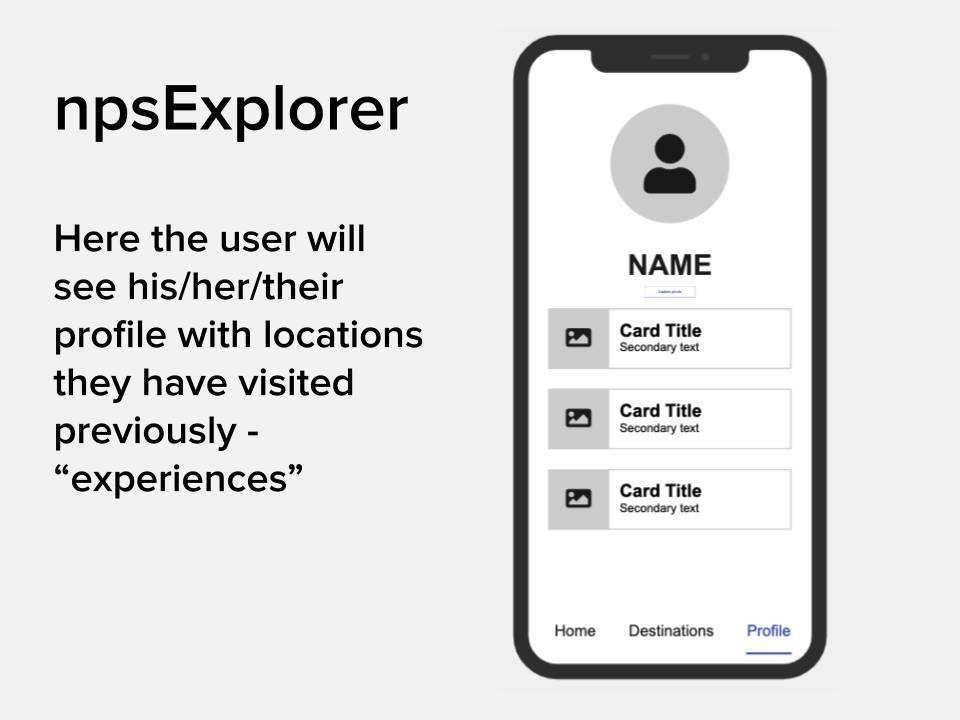 npsExplorer
Here the user will
see his/her/their
profile with locations
they have visited
previously -
“experiences”
NAME
Update photo
Card Title
Secondary text
Card Title
Secondary text
Card Title
Secondary text
Home Destinations Profile